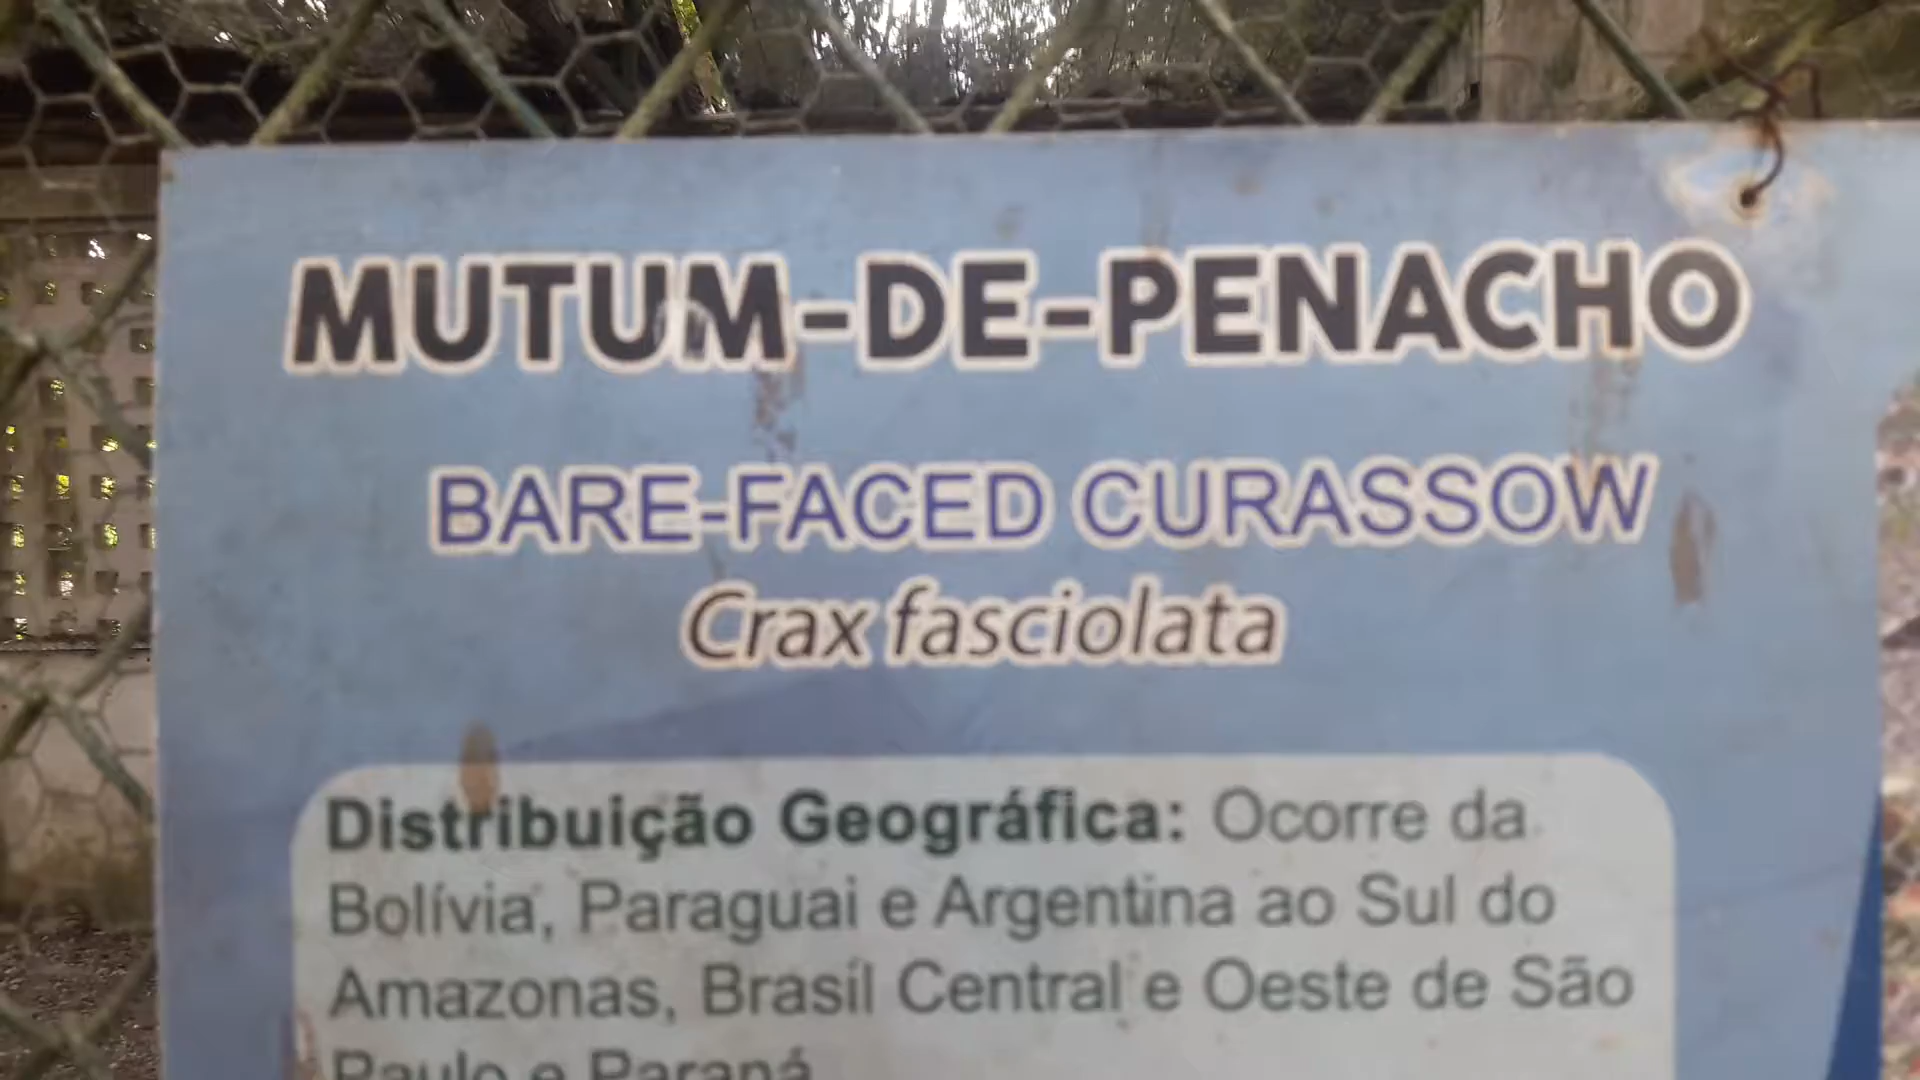 MUTUM-DE-PENACHO
BARE-FACED CURASSOW
Crax fasciolata
Distribuição Geográfica: Ocorre da
Bolívia, Paraguai e Argentina ao Sul do
Amazonas, Brasil Central e Oeste de São
Paulo e Paraná